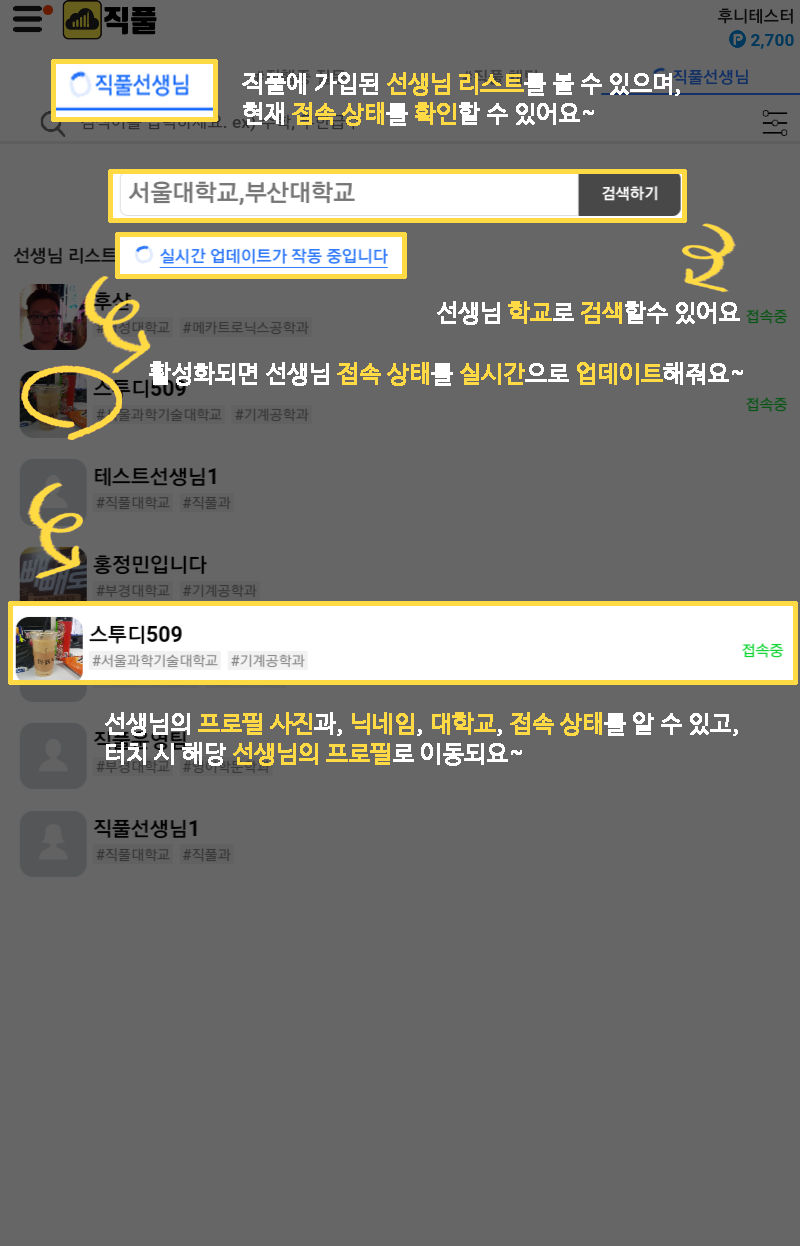 직풀
후니테스터
P 2,700
직풀선생님
직풀선생님
직풀에 가입된 선생님 리스트를 볼 수 있으며,
현재 접속 상태를 확인할 수 있어요~
서울대학교,부산대학교
검색하기
선생님 리스트
실시간 업데이트가 작동 중입니다
후상
#메카트로닉스공학과
선생님 학교로 검색할수 있어요
접속중
활성화되면 선생님 접속 상태를 실시간으로 업데이트해줘요~
스투디509
#서울과학기술대학교 #기계공학과
접속중
테스트선생님1
#직풀대학교 #직풀과
홍정민입니다
#부경대학교 #기계공학과
스투디509
#서울과학기술대학교 #기계공학과
접속중
선생님의 프로필 사진과, 닉네임, 대학교, 접속 상태를 알 수 있고,
터치 시 해당 선생님의 프로필로 이동되요~
직풀운영팀
#부경대학교
직풀선생님1
#직풀대학교 #직풀과